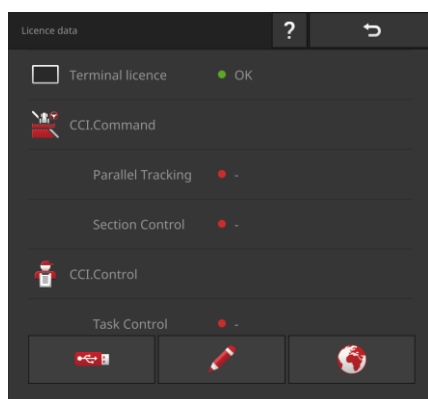 Licence data ?
Terminal licence OK
CCI.Command
Parallel Tracking -
Section Control -
CCI.Control
Task Control -